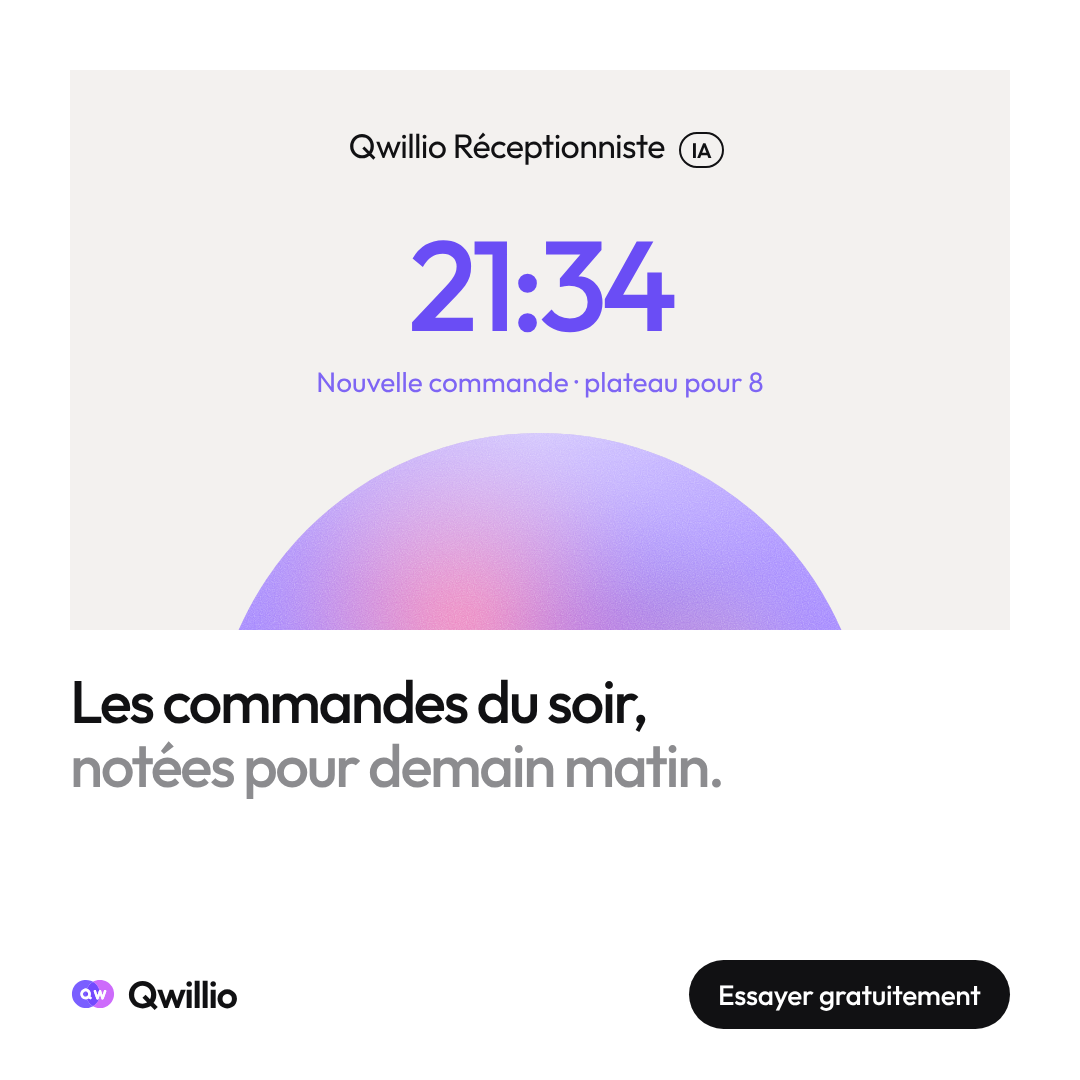 Qwillio Réceptionniste IA
21:34
Nouvelle commande · plateau pour 8
Les commandes du soir,
notées pour demain matin.
QW Qwillio
Essayer gratuitement